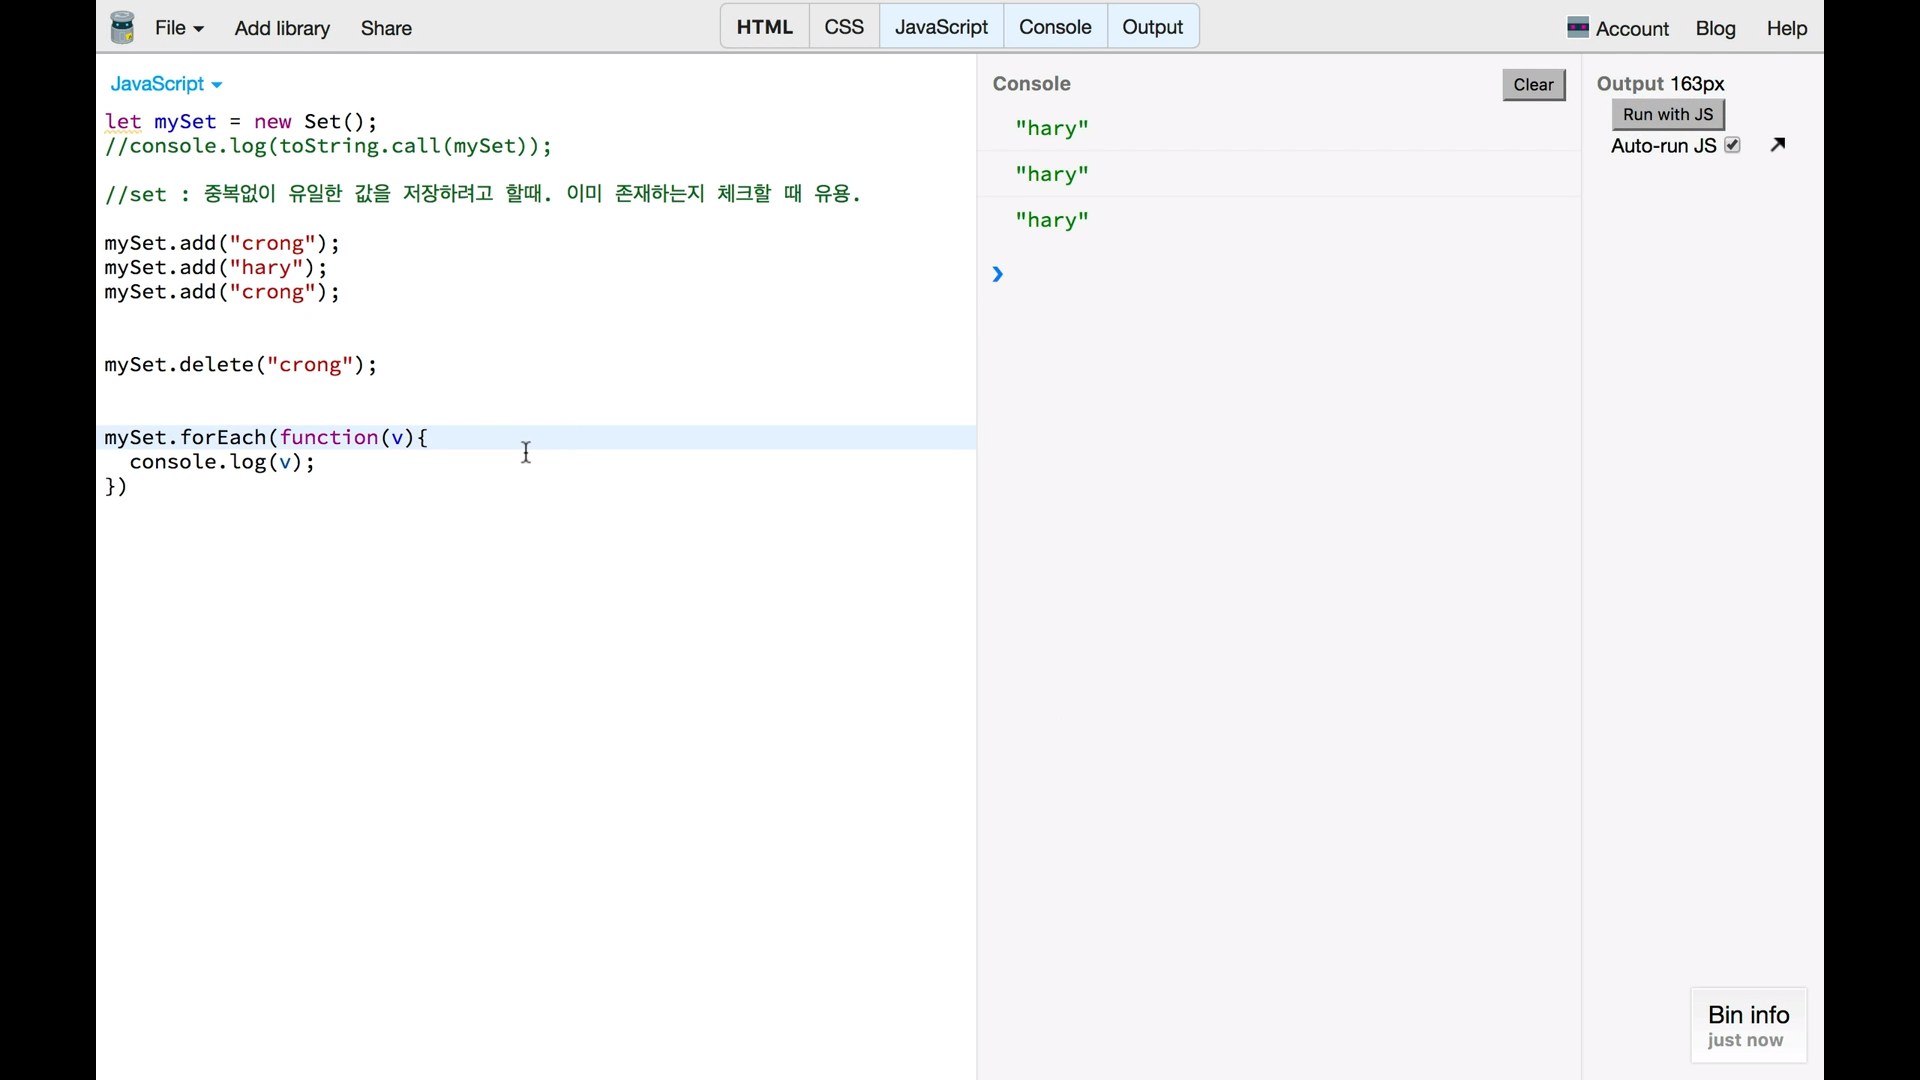 File Add library Share HTML CSS JavaScript Console Output Account Blog Help
JavaScript
let mySet = new Set();
//console.log(toString.call(mySet));
//set : 중복없이 유일한 값을 저장하려고 할때. 이미 존재하는지 체크할 때 유용.
mySet.add("crong");
mySet.add("hary");
mySet.add("crong");
mySet.delete("crong");
mySet.forEach(function(v){
  console.log(v);
})
Console Clear
"hary"
"hary"
"hary"
Output 163px
Run with JS
Auto-run JS
Bin info
just now